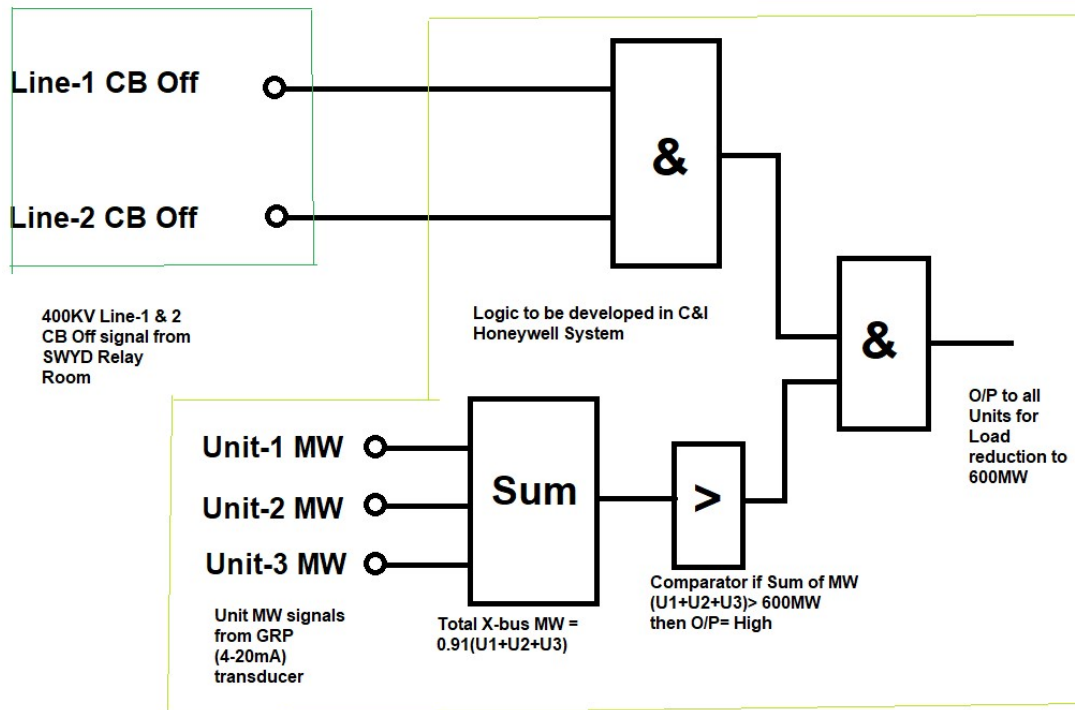 Line-1 CB Off
&
Line-2 CB Off
400KV Line-1 & 2
CB Off signal from
SWYD Relay
Room
Logic to be developed in C&I
Honeywell System
&
O/P to all
Units for
Load
reduction to
600MW
Unit-1 MW
Unit-2 MW
Unit-3 MW
Sum
>
Unit MW signals
from GRP
(4-20mA)
transducer
Total X-bus MW =
0.91(U1+U2+U3)
Comparator if Sum of MW
(U1+U2+U3)> 600MW
then O/P= High